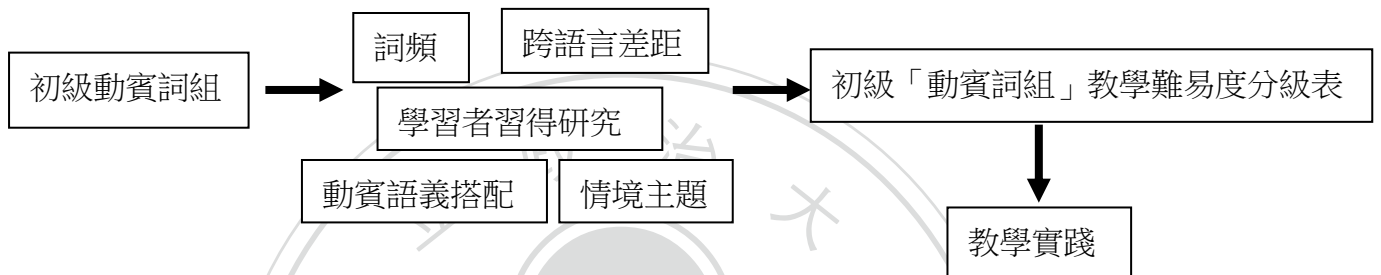 初級動賓詞組
詞頻
跨語言差距
學習者習得研究
動賓語義搭配
情境主題
初級「動賓詞組」教學難易度分級表
教學實踐
治
大